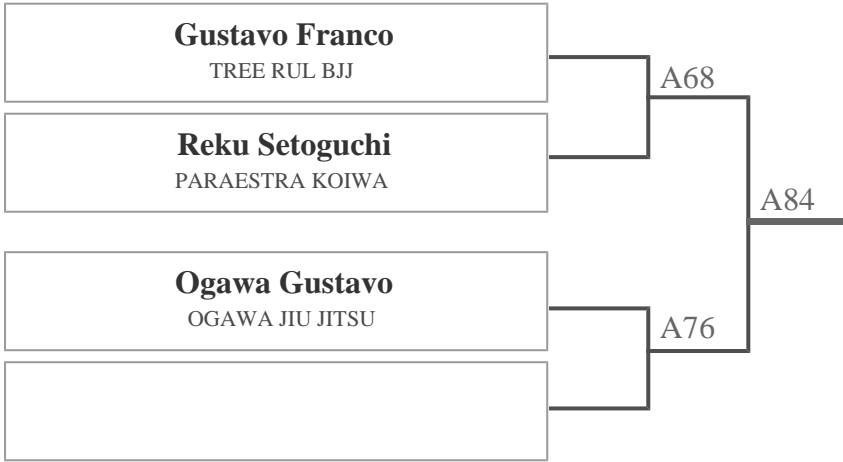 Gustavo Franco
TREE RUL BJJ
A68
Reku Setoguchi
PARAESTRA KOIWA
A84
Ogawa Gustavo
OGAWA JIU JITSU
A76